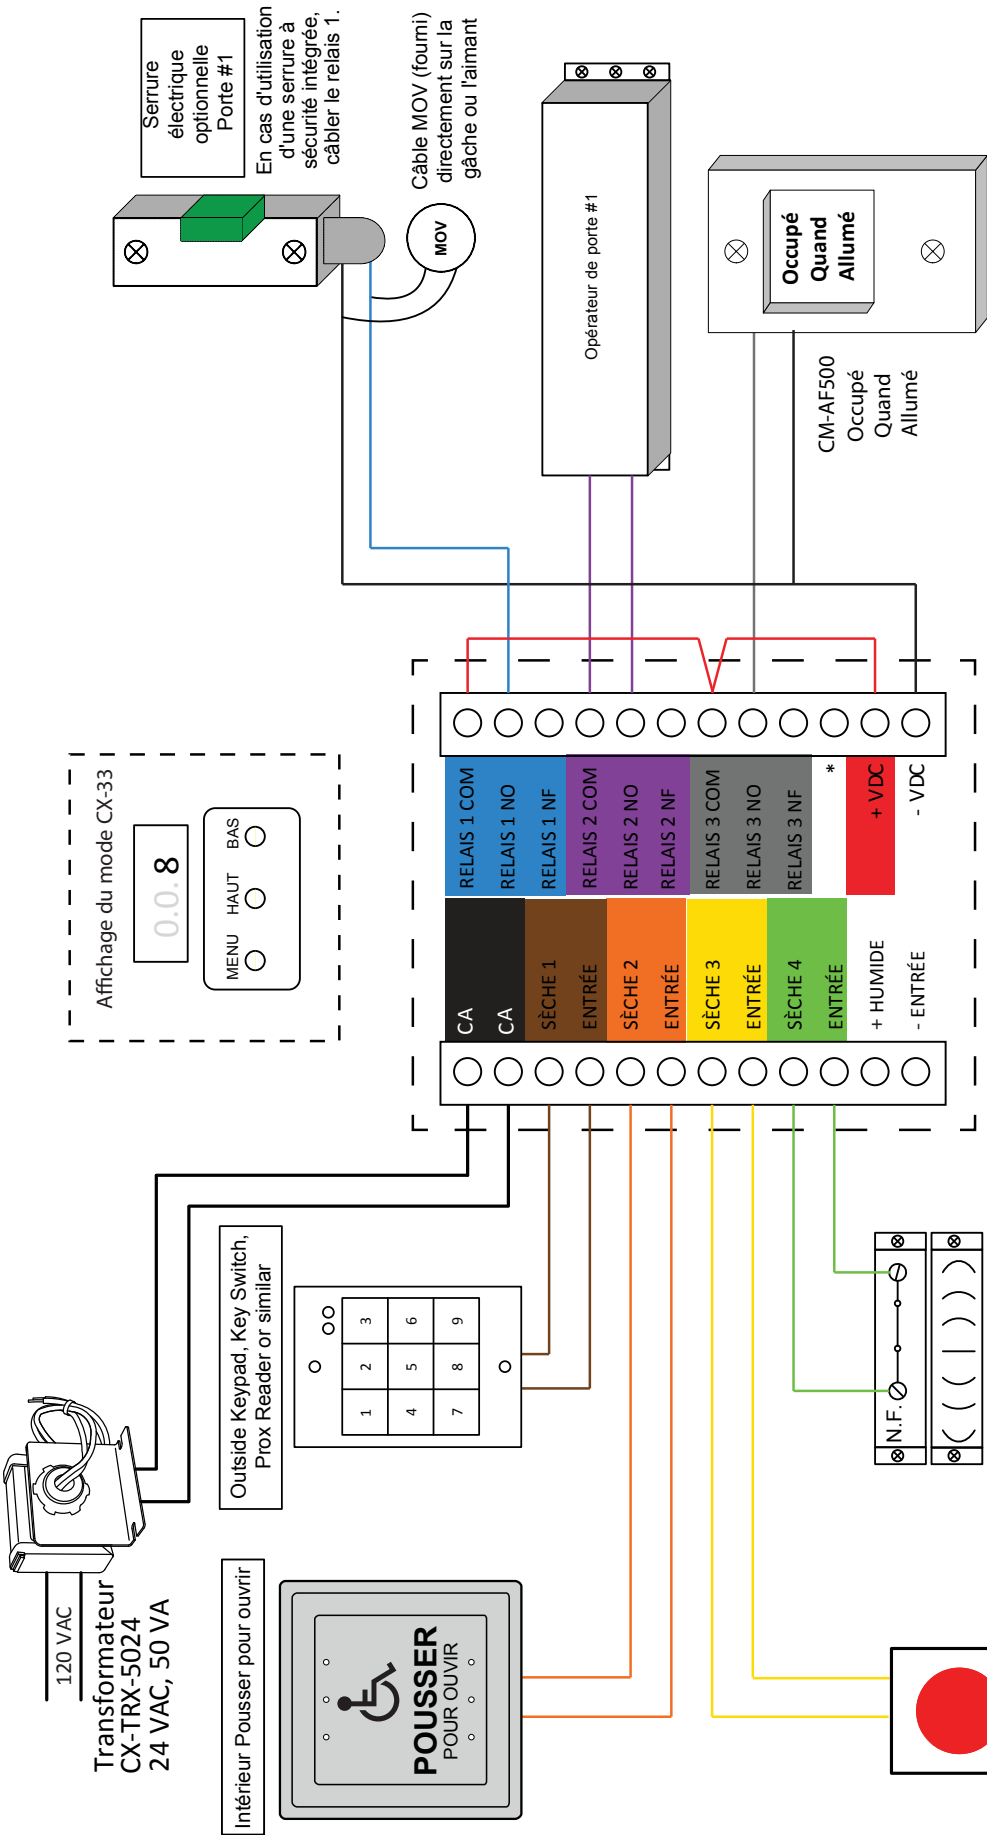 120 VAC
Transformateur
CX-TRX-5024
24 VAC, 50 VA
Affichage du mode CX-33
0.0.8
MENU
HAUT
BAS
Serrure
électrique
optionnelle
Porte #1
En cas d'utilisation
d'une serrure à
sécurité intégrée,
câbler le relais 1.
Câble MOV (fourni)
directement sur la
gâche ou l'aimant
MOV
Intérieur Pousser pour ouvrir
POUSSER
POUR OUVIR
Outside Keypad, Key Switch,
Prox Reader or similar
1 2 3
4 5 6
7 8 9
CA
CA
SÈCHE 1
ENTRÉE
SÈCHE 2
ENTRÉE
SÈCHE 3
ENTRÉE
SÈCHE 4
ENTRÉE
+ HUMIDE
- ENTRÉE
RELAIS 1 COM
RELAIS 1 NO
RELAIS 1 NF
RELAIS 2 COM
RELAIS 2 NO
RELAIS 2 NF
RELAIS 3 COM
RELAIS 3 NO
RELAIS 3 NF
*
+ VDC
- VDC
Opérateur de porte #1
Occupé
Quand
Allumé
CM-AF500
Occupé
Quand
Allumé
N.F.